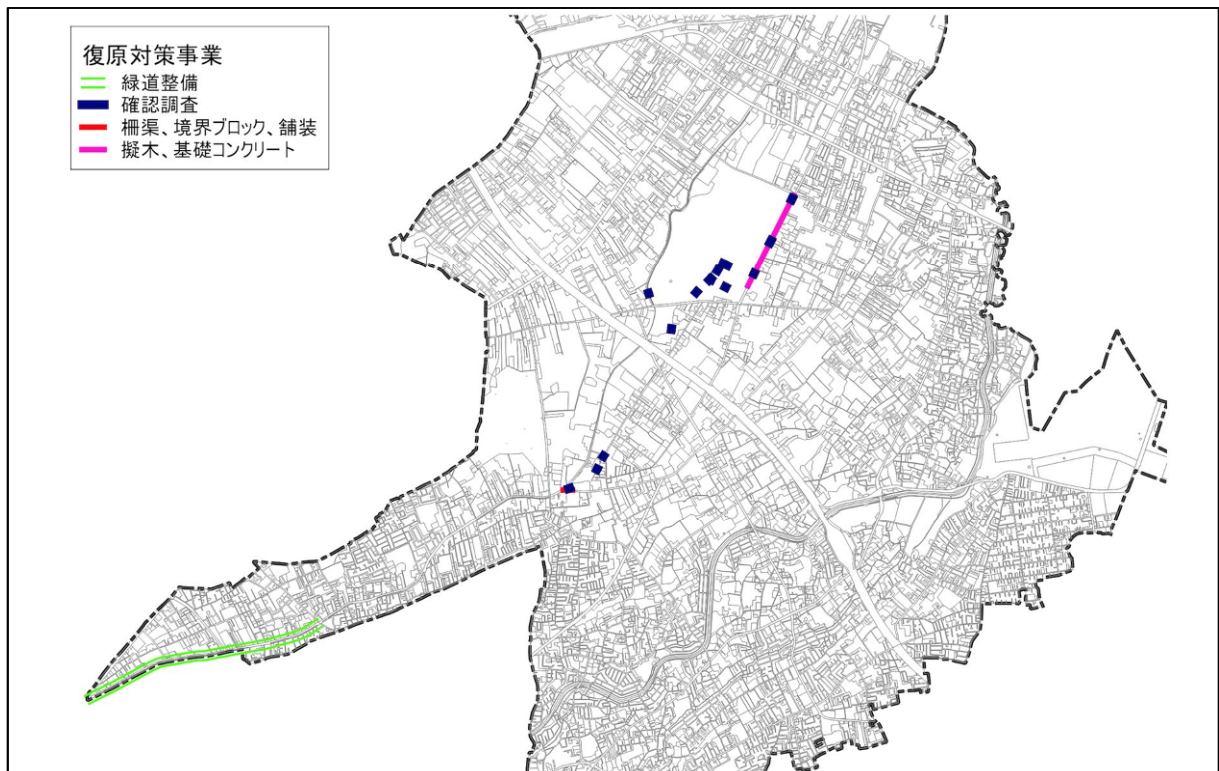 復原対策事業
緑道整備
確認調査
柵渠、境界ブロック、舗装
擬木、基礎コンクリート